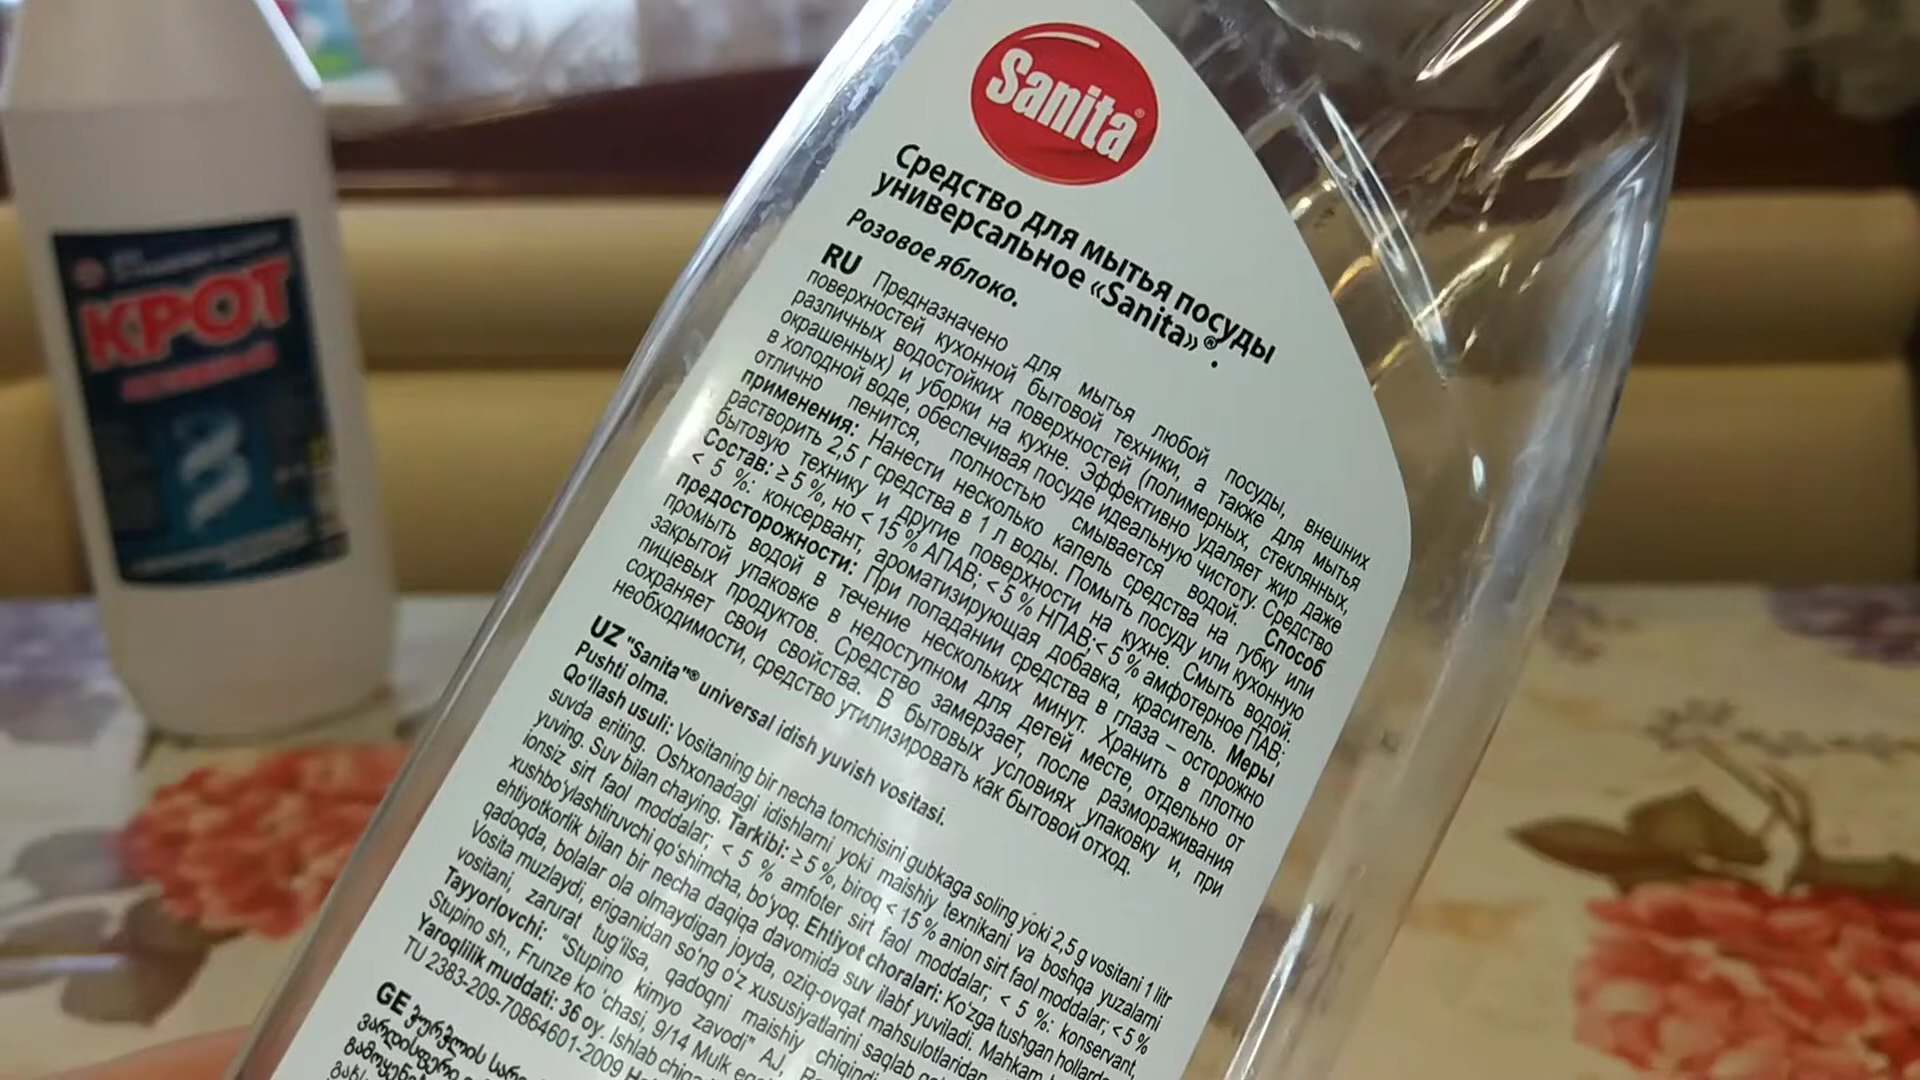 КРОТ
Sanita®
Средство для мытья посуды
универсальное «Sanita»®.
Розовое яблоко.
RU Предназначено для мытья любой посуды, внешних
поверхностей кухонной бытовой техники, а также для мытья
различных водостойких поверхностей (полимерных, стеклянных,
окрашенных) и уборки на кухне. Эффективно удаляет жир даже
в холодной воде, обеспечивая посуде идеальную чистоту. Средство
отлично пенится, полностью смывается водой. Способ
применения: Нанести несколько капель средства на губку или
растворить 2,5 г средства в 1 л воды. Помыть посуду или кухонную
бытовую технику и другие поверхности на кухне. Смыть водой.
Состав: ≥ 5 %, но < 15 % АПАВ; < 5 % НПАВ;< 5 % амфотерное ПАВ;
< 5 %: консервант, ароматизирующая добавка, краситель. Меры
предосторожности: При попадании средства в глаза – осторожно
промыть водой в течение нескольких минут. Хранить в плотно
закрытой упаковке в недоступном для детей месте, отдельно от
пищевых продуктов. Средство замерзает, после размораживания
сохраняет свои свойства. В бытовых условиях упаковку и, при
необходимости, средство утилизировать как бытовой отход.
UZ "Sanita"® universal idish yuvish vositasi.
Pushti olma.
Qo'llash usuli: Vositaning bir necha tomchisini gubkaga soling yoki 2,5 g vositani 1 litr
suvda eriting. Oshxonadagi idishlarni yoki maishiy texnikani va boshqa yuzalarni
yuving. Suv bilan chaying. Tarkibi: ≥ 5 %, biroq < 15 % anion sirt faol moddalar; < 5 %
ionsiz sirt faol moddalar; < 5 % amfoter sirt faol moddalar; < 5 %: konservant,
xushbo'ylashtiruvchi qo'shimcha, bo'yoq. Ehtiyot choralari: Ko'zga tushgan
ehtiyotkorlik bilan bir necha daqiqa davomida suv ilabf yuviladi. Mahkam
qadoqda, bolalar ola olmaydigan joyda, oziq-ovqat mahsulotlaridan
Vosita muzlaydi, eriganidan so'ng o'z xususiyatlarini saqlab
vositani, zarurat tug'ilsa, qadoqni maishiy
Tayyorlovchi: "Stupino kimyo zavodi" AJ,
Stupino sh., Frunze ko 'chasi, 9/14 Mulk
Yaroqlilik muddati: 36 oy. Ishlab
TU 2383-209-70864601-2009
GE